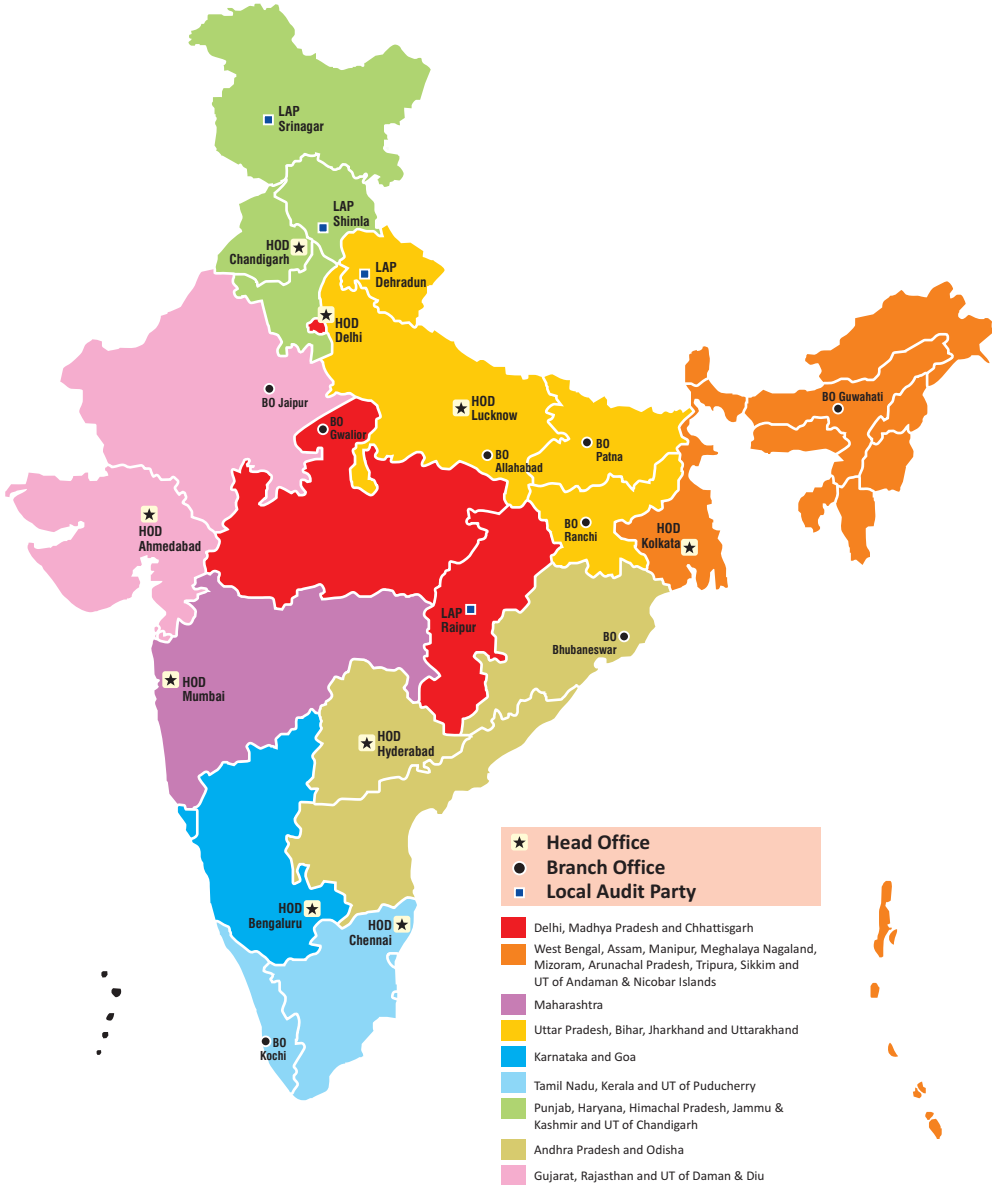 LAP
Srinagar
LAP
Shimla
HOD
Chandigarh
LAP
Dehradun
HOD
Delhi
BO Jaipur
BO
Gwalior
HOD
Lucknow
BO
Allahabad
BO
Patna
BO Guwahati
HOD
Ahmedabad
BO
Ranchi
HOD
Kolkata
LAP
Raipur
BO
Bhubaneswar
HOD
Mumbai
HOD
Hyderabad
HOD
Bengaluru
HOD
Chennai
BO
Kochi
Head Office
Branch Office
Local Audit Party
Delhi, Madhya Pradesh and Chhattisgarh
West Bengal, Assam, Manipur, Meghalaya Nagaland,
Mizoram, Arunachal Pradesh, Tripura, Sikkim and
UT of Andaman & Nicobar Islands
Maharashtra
Uttar Pradesh, Bihar, Jharkhand and Uttarakhand
Karnataka and Goa
Tamil Nadu, Kerala and UT of Puducherry
Punjab, Haryana, Himachal Pradesh, Jammu &
Kashmir and UT of Chandigarh
Andhra Pradesh and Odisha
Gujarat, Rajasthan and UT of Daman & Diu